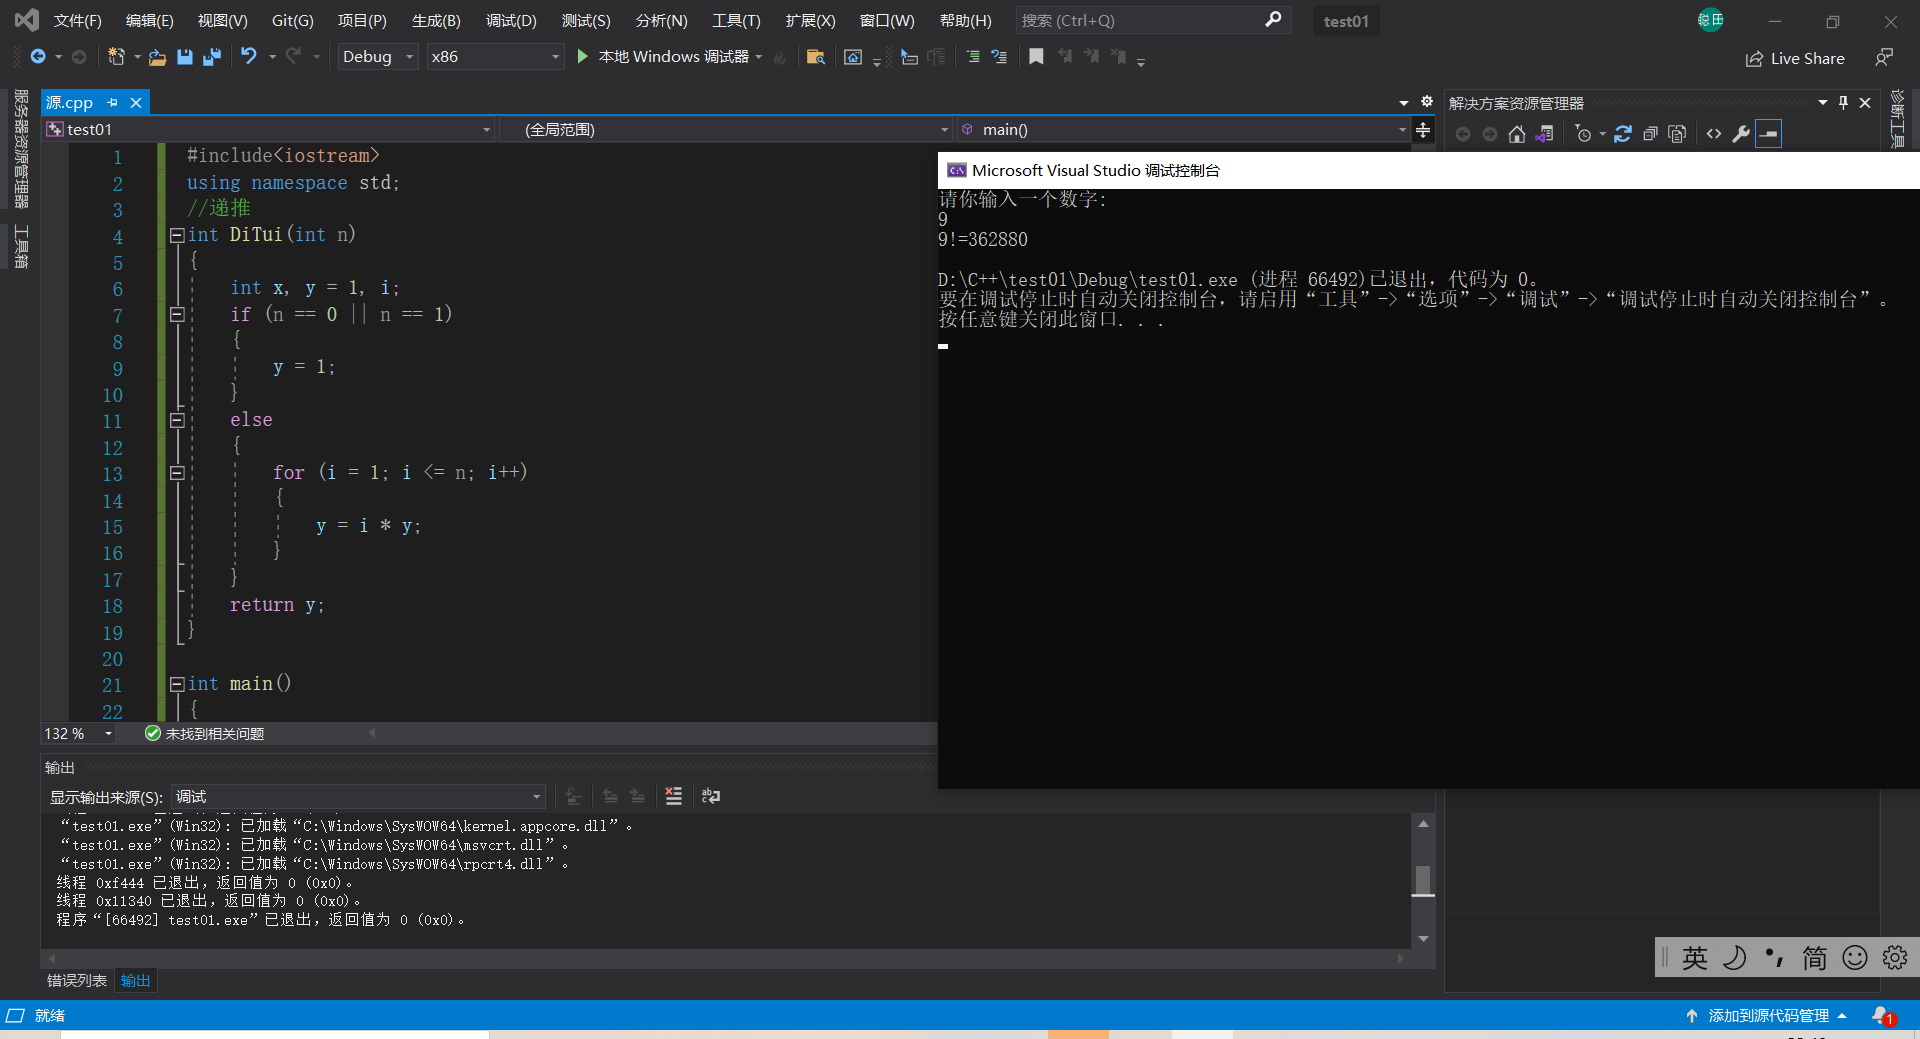 文件(F) 编辑(E) 视图(V) Git(G) 项目(P) 生成(B) 调试(D) 测试(S) 分析(N) 工具(T) 扩展(X) 窗口(W) 帮助(H) 搜索 (Ctrl+Q) test01
Debug x86 本地 Windows 调试器 Live Share
服务器资源管理器
工具箱
源.cpp
test01 (全局范围) main()
1 #include<iostream>
2 using namespace std;
3 //递推
4 int DiTui(int n)
5 {
6 int x, y = 1, i;
7 if (n == 0 || n == 1)
8 {
9 y = 1;
10 }
11 else
12 {
13 for (i = 1; i <= n; i++)
14 {
15 y = i * y;
16 }
17 }
18 return y;
19 }
20
21 int main()
22 {
132 % 未找到相关问题
Microsoft Visual Studio 调试控制台
请你输入一个数字:
9
9!=362880
D:\C++\test01\Debug\test01.exe (进程 66492)已退出，代码为 0。
要在调试停止时自动关闭控制台，请启用“工具”->“选项”->“调试”->“调试停止时自动关闭控制台”。
按任意键关闭此窗口. . .
解决方案资源管理器
诊断工具
输出
显示输出来源(S): 调试
“test01.exe”(Win32): 已加载“C:\Windows\SysWOW64\kernel.appcore.dll”。
“test01.exe”(Win32): 已加载“C:\Windows\SysWOW64\msvcrt.dll”。
“test01.exe”(Win32): 已加载“C:\Windows\SysWOW64\rpcrt4.dll”。
线程 0xf444 已退出，返回值为 0 (0x0)。
线程 0x11340 已退出，返回值为 0 (0x0)。
程序“[66492] test01.exe”已退出，返回值为 0 (0x0)。
错误列表 输出
英 简
就绪 添加到源代码管理 1